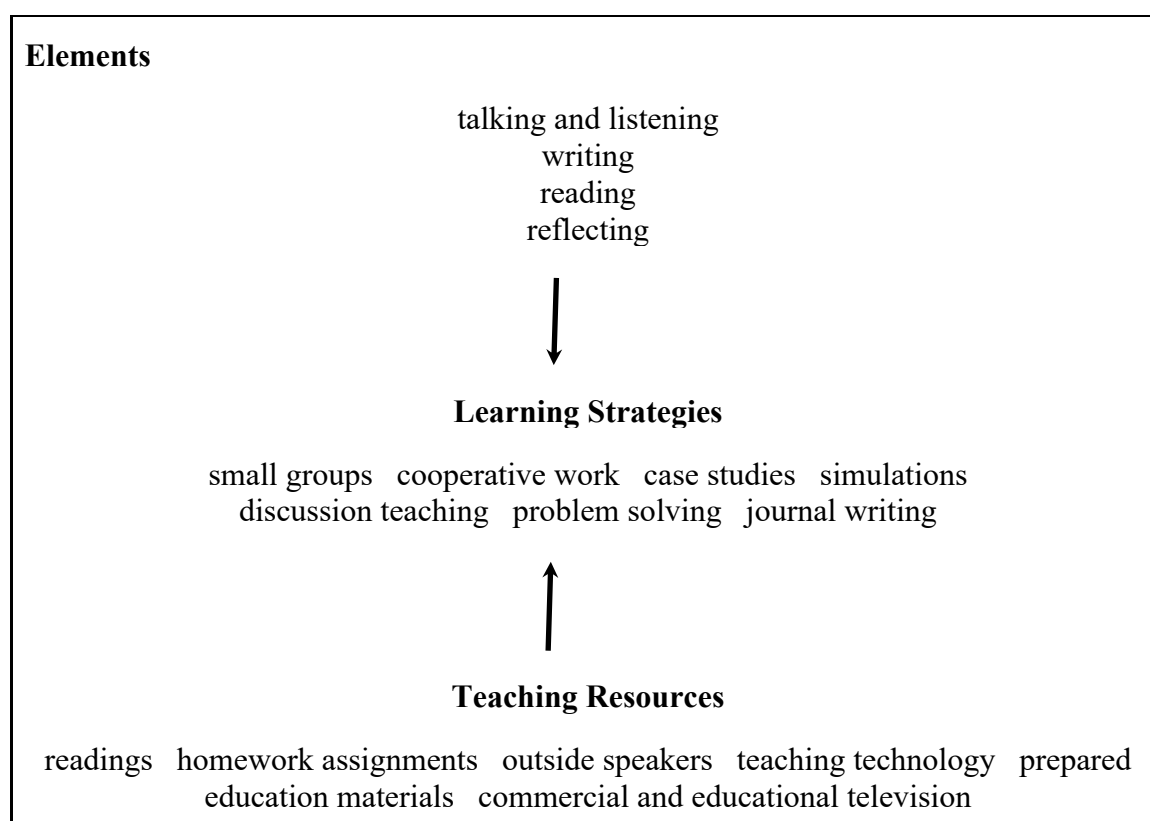 Elements
talking and listening
writing
reading
reflecting
Learning Strategies
small groups cooperative work case studies simulations
discussion teaching problem solving journal writing
Teaching Resources
readings homework assignments outside speakers teaching technology prepared
education materials commercial and educational television